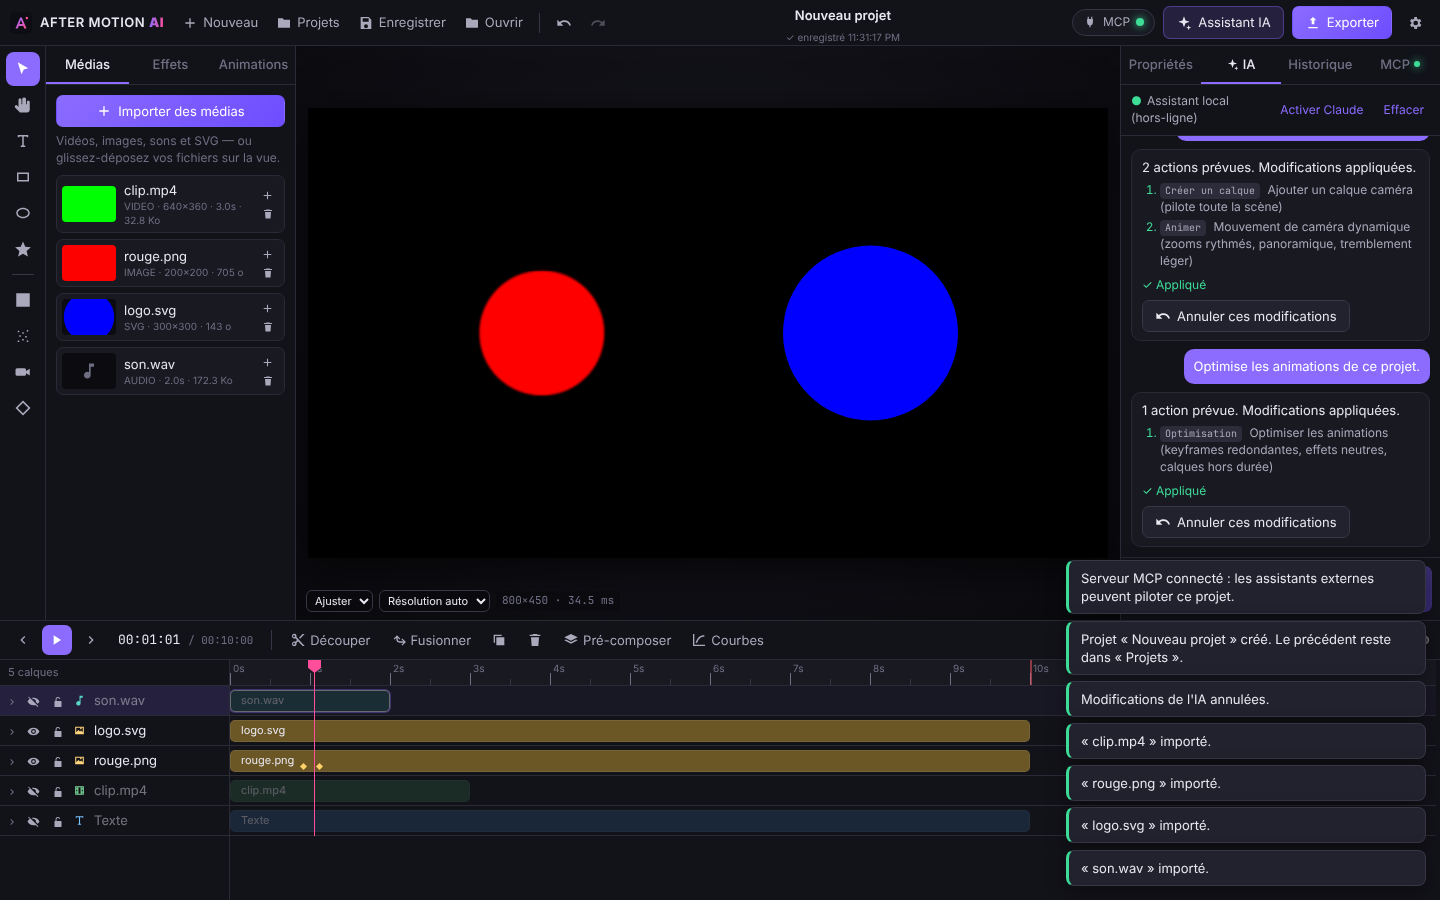 AFTER MOTION AI
Nouveau
Projets
Enregistrer
Ouvrir
Nouveau projet
✓ enregistré 11:31:17 PM
MCP
Assistant IA
Exporter
Médias
Effets
Animations
Importer des médias
Vidéos, images, sons et SVG — ou
glissez-déposez vos fichiers sur la vue.
clip.mp4
VIDEO · 640×360 · 3.0s ·
32.8 Ko
rouge.png
IMAGE · 200×200 · 705 o
logo.svg
SVG · 300×300 · 143 o
son.wav
AUDIO · 2.0s · 172.3 Ko
Ajuster
Résolution auto
800×450 · 34.5 ms
Propriétés
IA
Historique
MCP
Assistant local
(hors-ligne)
Activer Claude
Effacer
2 actions prévues. Modifications appliquées.
1. Créer un calque Ajouter un calque caméra
(pilote toute la scène)
2. Animer Mouvement de caméra dynamique
(zooms rythmés, panoramique, tremblement
léger)
✓ Appliqué
Annuler ces modifications
Optimise les animations de ce projet.
1 action prévue. Modifications appliquées.
1. Optimisation Optimiser les animations
(keyframes redondantes, effets neutres,
calques hors durée)
✓ Appliqué
Annuler ces modifications
Serveur MCP connecté : les assistants externes
peuvent piloter ce projet.
Projet « Nouveau projet » créé. Le précédent reste
dans « Projets ».
Modifications de l'IA annulées.
« clip.mp4 » importé.
« rouge.png » importé.
« logo.svg » importé.
« son.wav » importé.
00:01:01 / 00:10:00
Découper
Fusionner
Pré-composer
Courbes
5 calques
0s
2s
3s
4s
5s
6s
7s
8s
9s
10s
son.wav
son.wav
logo.svg
logo.svg
rouge.png
rouge.png
clip.mp4
clip.mp4
Texte
Texte